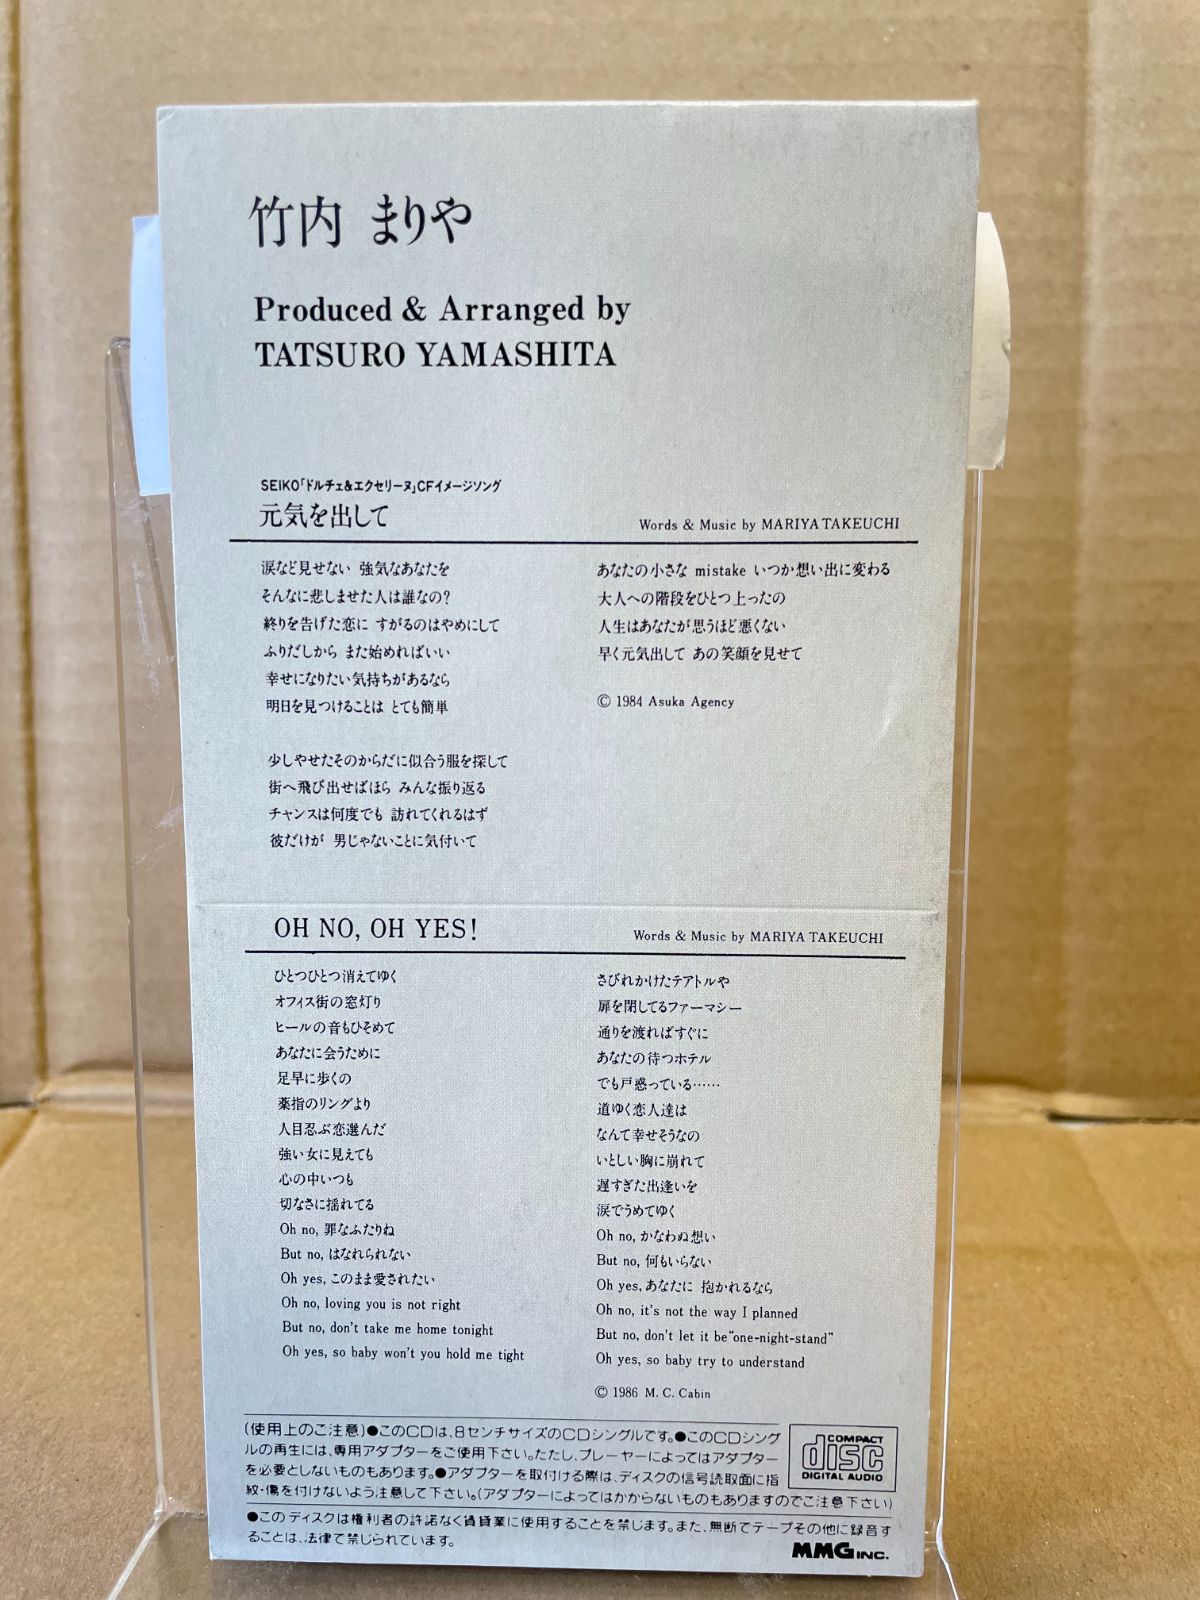 竹内 まりや
Produced & Arranged by
TATSURO YAMASHITA
SEIKO「ドルチェ&エクセリーヌ」CFイメージソング
元気を出して
Words & Music by MARIYA TAKEUCHI
涙など見せない 強気なあなたを
そんなに悲しませた人は誰なの?
終りを告げた恋に すがるのはやめにして
ふりだしから また始めればいい
幸せになりたい気持ちがあるなら
明日を見つけることは とても簡単
少しやせたそのからだに似合う服を探して
街へ飛び出せばほら みんな振り返る
チャンスは何度でも 訪れてくれるはず
彼だけが 男じゃないことに気付いて
あなたの小さな mistake いつか想い出に変わる
大人への階段をひとつ上ったの
人生はあなたが思うほど悪くない
早く元気出して あの笑顔を見せて
© 1984 Asuka Agency
OH NO, OH YES!
Words & Music by MARIYA TAKEUCHI
ひとつひとつ消えてゆく
オフィス街の窓灯り
ヒールの音もひそめて
あなたに会うために
足早に歩くの
薬指のリングより
人目忍ぶ恋選んだ
強い女に見えても
心の中いつも
切なさに揺れてる
Oh no, 罪なふたりね
But no, はなれられない
Oh yes, このまま愛されたい
Oh no, loving you is not right
But no, don't take me home tonight
Oh yes, so baby won't you hold me tight
さびれかけたテアトルや
扉を閉してるファーマシー
通りを渡ればすぐに
あなたの待つホテル
でも戸惑っている……
道ゆく恋人達は
なんて幸せそうなの
いとしい胸に崩れて
遅すぎた出逢いを
涙でうめてゆく
Oh no, かなわぬ想い
But no, 何もいらない
Oh yes, あなたに 抱かれるなら
Oh no, it's not the way I planned
But no, don't let it be"one-night-stand"
Oh yes, so baby try to understand
© 1986 M. C. Cabin
(使用上のご注意)●このCDは、8センチサイズのCDシングルです。●このCDシング
ルの再生には、専用アダプターをご使用下さい。ただし、プレーヤーによってはアダプター
を必要としないものもあります。●アダプターを取付ける際は、ディスクの信号読取面に指
紋・傷を付けないよう注意して下さい。(アダプターによってはかからないものもありますのでご注意下さい)
COMPACT
disc
DIGITAL AUDIO
●このディスクは権利者の許諾なく賃貸業に使用することを禁じます。また、無断でテープその他に録音す
ることは、法律で禁じられています。
MMG INC.